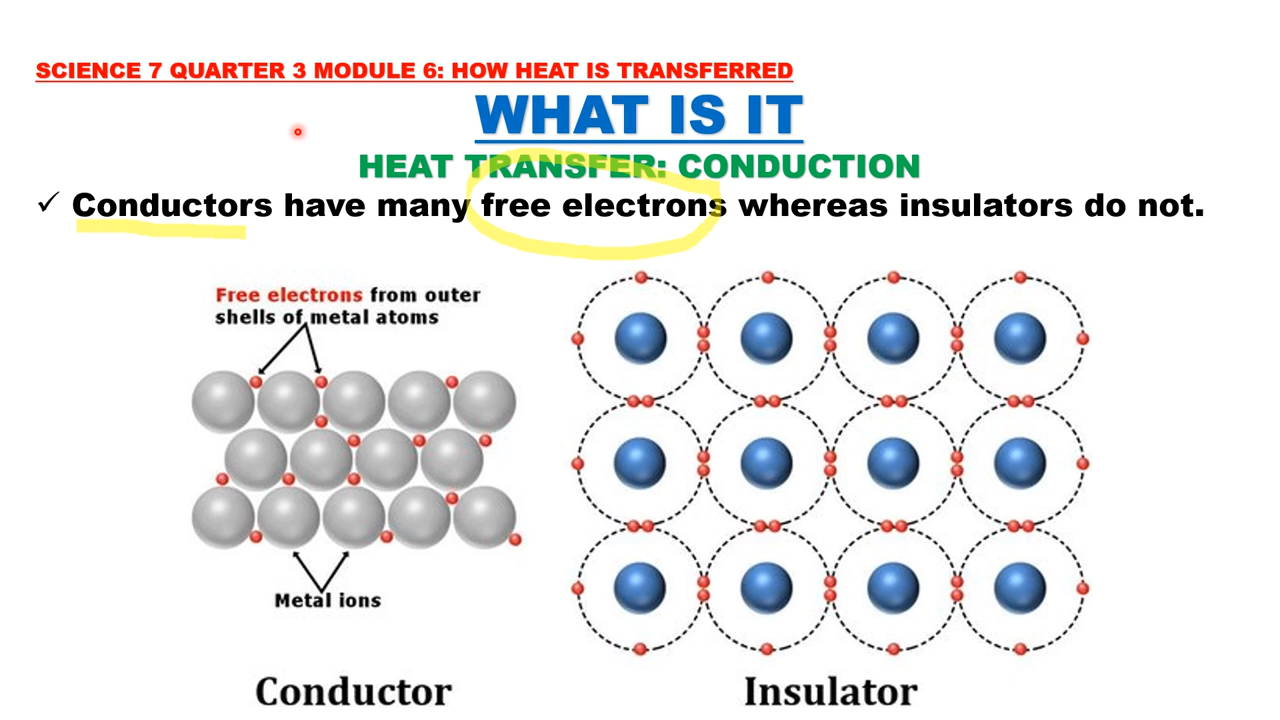 SCIENCE 7 QUARTER 3 MODULE 6: HOW HEAT IS TRANSFERRED
WHAT IS IT
HEAT TRANSFER: CONDUCTION
✓ Conductors have many free electrons whereas insulators do not.
Free electrons from outer
shells of metal atoms
Metal ions
Conductor
Insulator